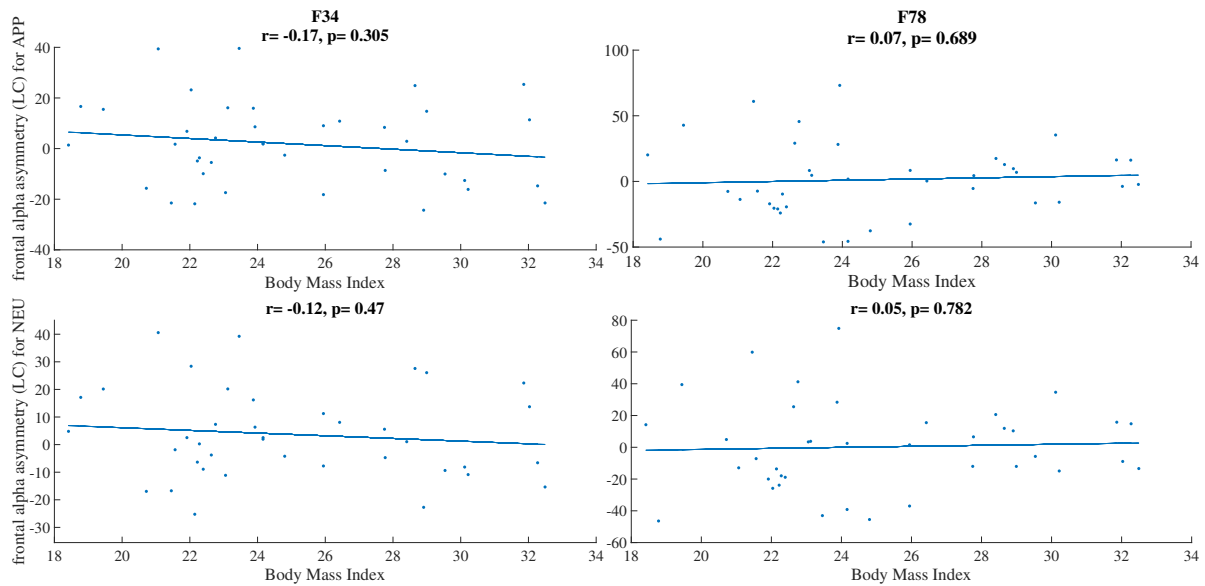 F34
r= -0.17, p= 0.305
frontal alpha asymmetry (LC) for APP
40
20
0
-20
-40
18 20 22 24 26 28 30 32 34
Body Mass Index
F78
r= 0.07, p= 0.689
100
50
0
-50
18 20 22 24 26 28 30 32 34
Body Mass Index
r= -0.12, p= 0.47
frontal alpha asymmetry (LC) for NEU
40
30
20
10
0
-10
-20
-30
18 20 22 24 26 28 30 32 34
Body Mass Index
r= 0.05, p= 0.782
80
60
40
20
0
-20
-40
-60
18 20 22 24 26 28 30 32 34
Body Mass Index